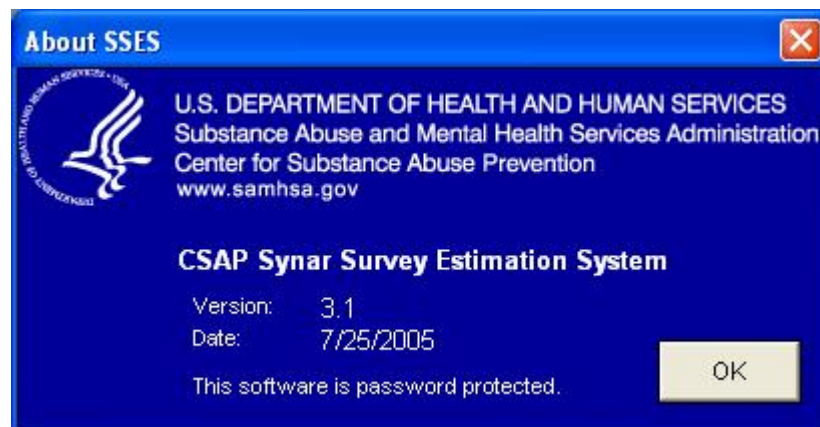 About SSES
U.S. DEPARTMENT OF HEALTH AND HUMAN SERVICES
Substance Abuse and Mental Health Services Administration
Center for Substance Abuse Prevention
www.samhsa.gov
CSAP Synar Survey Estimation System
Version: 3.1
Date: 7/25/2005
This software is password protected.
OK